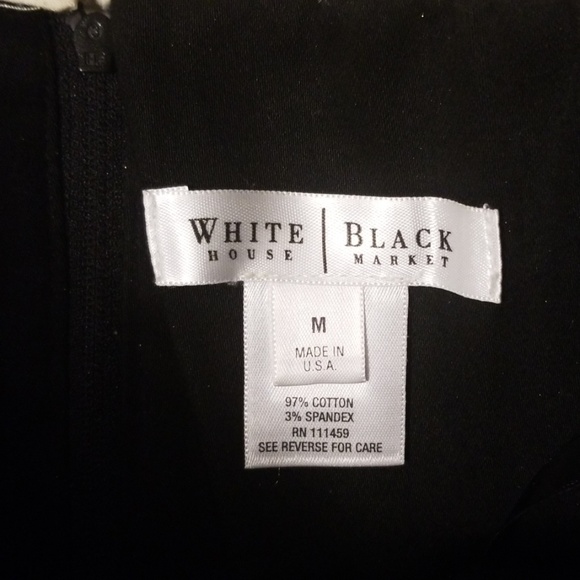 WHITE | BLACK
HOUSE MARKET
M
MADE IN
U.S.A.
97% COTTON
3% SPANDEX
RN 111459
SEE REVERSE FOR CARE